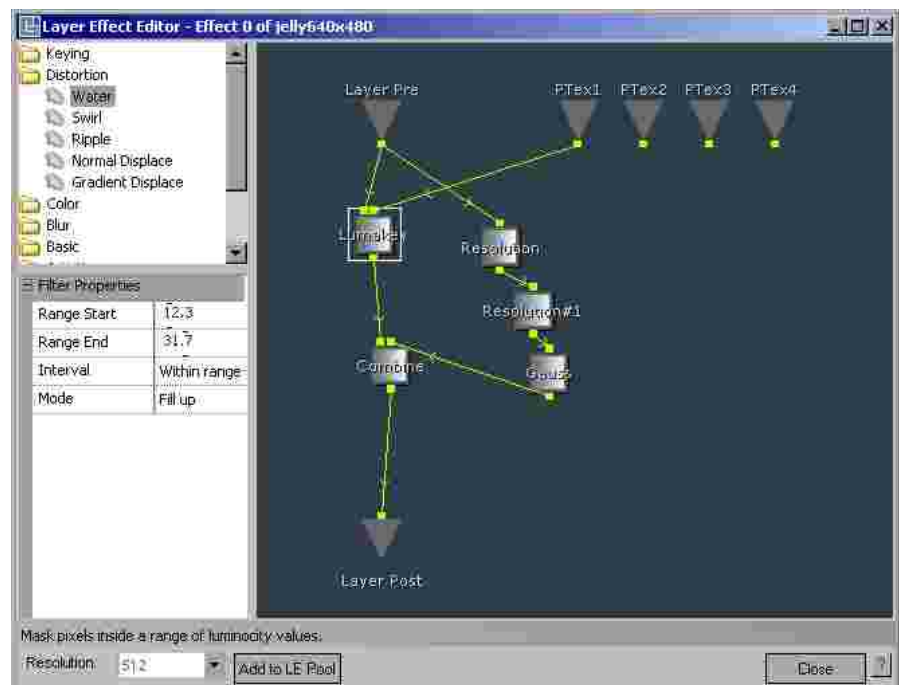 Layer Effect Editor - Effect 0 of jelly640x480
Keying
Distortion
Water
Swirl
Ripple
Normal Displace
Gradient Displace
Color
Blur
Basic
Filter Properties
Range Start 12.3
Range End 31.7
Interval Within range
Mode Fill up
Layer Pre
PTex1 PTex2 PTex3 PTex4
Lumakey
Resolution
Resolution#1
Combine
Gauss
Layer Post
Mask pixels inside a range of luminocity values.
Resolution 512
Add to LE Pool
Close
?